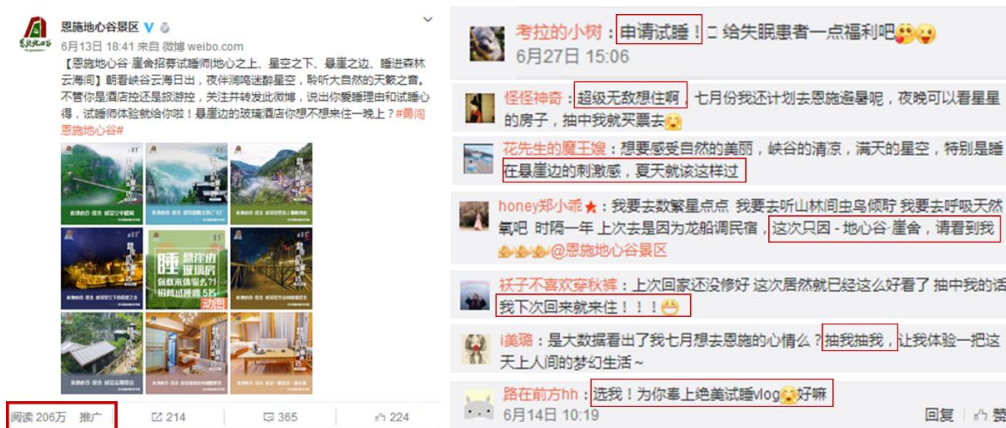 恩施地心谷景区
6月13日 18:41 来自 微博 weibo.com
【恩施地心谷·崖舍招募试睡师|地心之上、星空之下、悬崖之边、睡进森林
云海间】朝看峡谷云海日出，夜伴涧鸣迷醉星空，聆听大自然的天籁之音。
不管你是酒店控还是旅游控，关注并转发此微博，说出你爱睡理由和试睡心
得，试睡师体验就给你啦！悬崖边的玻璃酒店你想不想来住一晚上？#勇闯
恩施地心谷#
睡 悬崖边
玻璃房
你敢来体验么?!
招募试睡师 5名
动图
阅读 206万 推广
214
365
224
考拉的小树：申请试睡！□ 给失眠患者一点福利吧
6月27日 15:06
怪怪神奇：超级无敌想住啊，七月份我还计划去恩施避暑呢，夜晚可以看星星
的房子，抽中我就买票去
花先生的魔王嫂：想要感受自然的美丽，峡谷的清凉，满天的星空，特别是睡
在悬崖边的刺激感，夏天就该这样过
honey郑小乖★：我要去数繁星点点 我要去听山林间虫鸟倾貯 我要去呼吸天然
氧吧 时隔一年 上次去是因为龙船调民宿，这次只因 - 地心谷·崖舍，请看到我
@恩施地心谷景区
袄子不喜欢穿秋裤：上次回家还没修好 这次居然就已经这么好看了 抽中我的话
我下次回来就来住！！！
i美璐：是大数据看出了我七月想去恩施的心情么？抽我抽我，让我体验一把这
天上人间的梦幻生活～
路在前方hh：选我！为你奉上绝美试睡vlog好嘛
6月14日 10:19
回复
赞